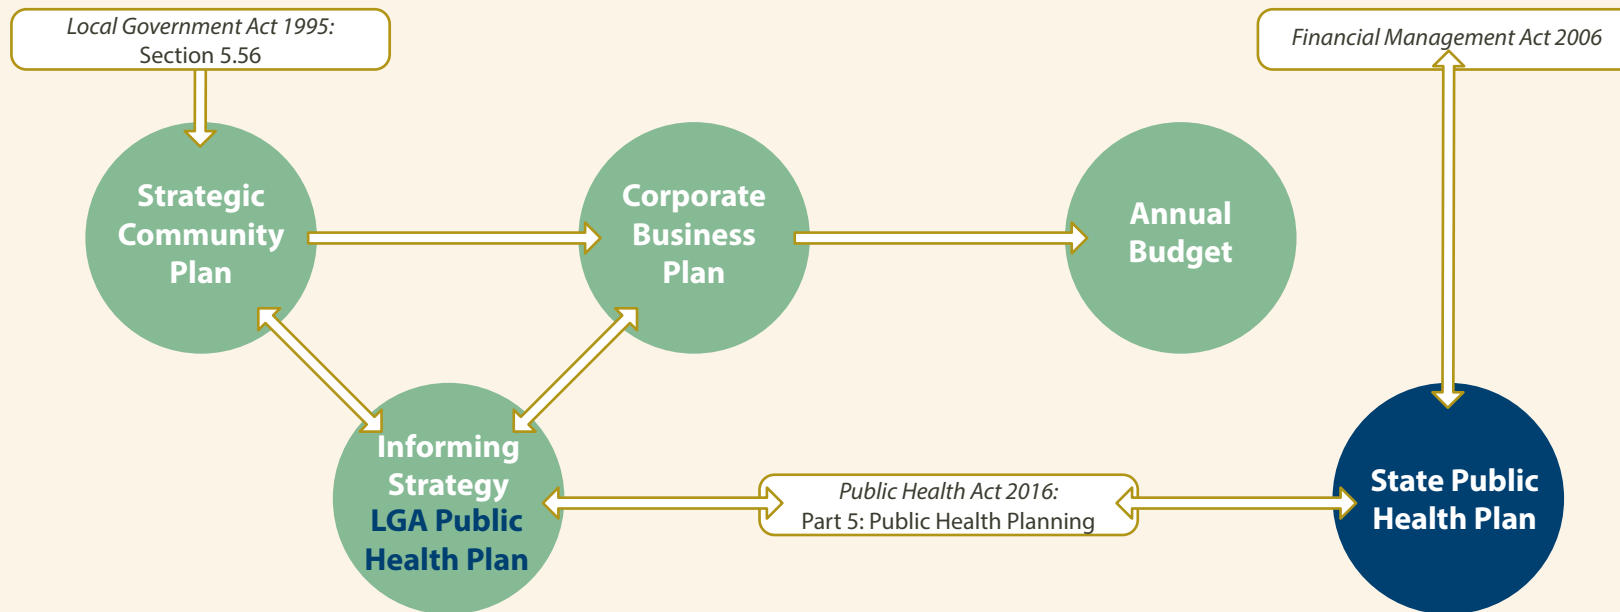 Local Government Act 1995:
Section 5.56
Financial Management Act 2006
Strategic
Community
Plan
Corporate
Business
Plan
Annual
Budget
Informing
Strategy
LGA Public
Health Plan
Public Health Act 2016:
Part 5: Public Health Planning
State Public
Health Plan